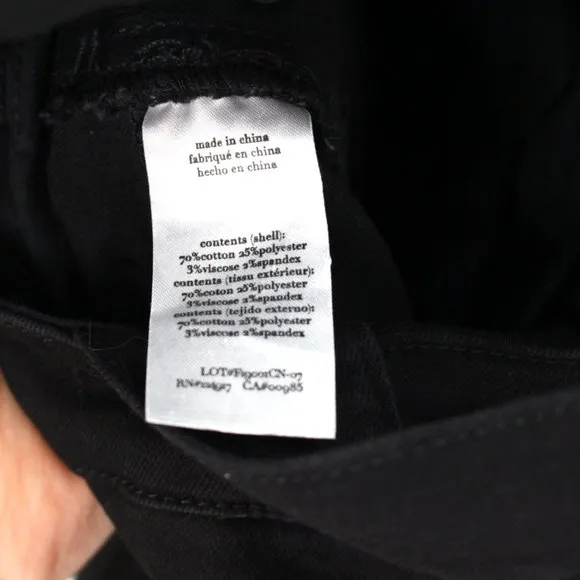 made in china
fabriqué en china
hecho en china
contents (shell):
70%cotton 25%polyester
3%viscose 2%spandex
contents (tissu extérieur):
70%coton 25%polyester
3%viscose 2%spandex
contents (tejido externo):
70%cotton 25%polyester
3%viscose 2%spandex
LOT#F19001CN-07
CA#00985